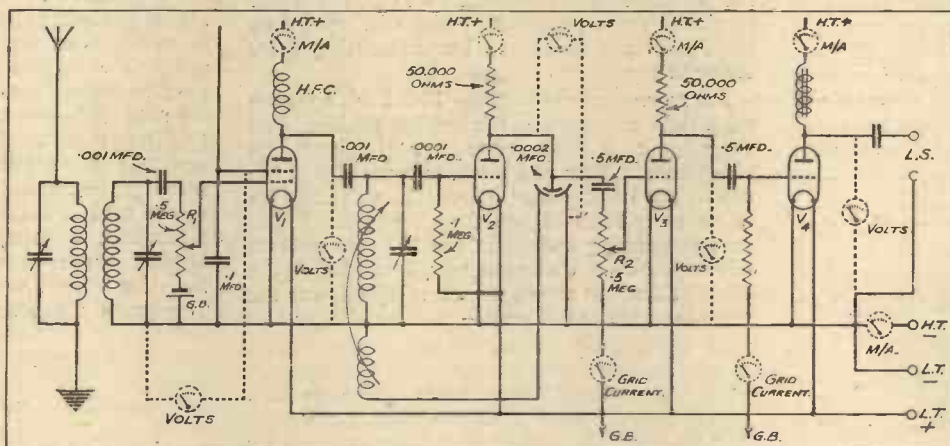 H.T.+
M/A
H.F.C.
.001 MFD.
.5 MEG
R1
G.B.
.1 MFD
VOLTS
V1
VOLTS
.001 MFD
.0001 MFD.
.1 MEG
H.T.+
50,000 OHMS
V2
VOLTS
.0002 MFD
.5 MFD.
R2
.5 MEG
GRID CURRENT.
G.B.
H.T.+
M/A
50,000 OHMS
V3
VOLTS
.5 MFD.
GRID CURRENT.
G.B.
H.T.+
M/A
V4
L.S.
VOLTS
M/A.
H.T. -
L.T. -
L.T. +